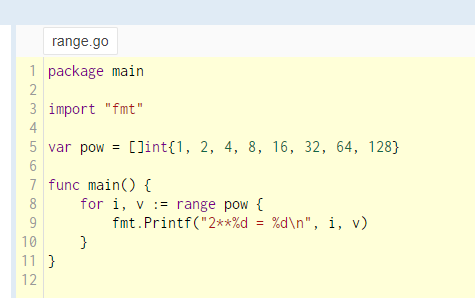 range.go
1 package main
2
3 import "fmt"
4
5 var pow = []int{1, 2, 4, 8, 16, 32, 64, 128}
6
7 func main() {
8     for i, v := range pow {
9         fmt.Printf("2**%d = %d\n", i, v)
10     }
11 }
12